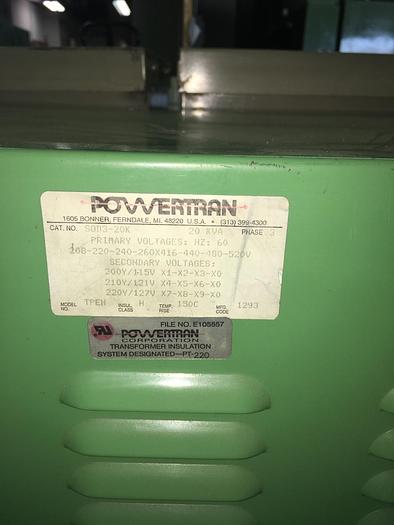 POWERTRAN
1605 BONNER, FERNDALE, MI. 48220 U.S.A. • (313) 399-4300
CAT. NO. SOD3-20K 20 KVA PHASE 3
PRIMARY VOLTAGES: HZ: 60
208-220-240-260X416-440-480-520V
SECONDARY VOLTAGES:
200Y/115V X1-X2-X3-X0
210Y/121V X4-X5-X6-X0
220Y/127V X7-X8-X9-X0
MODEL NO. TPEH INSUL. CLASS H TEMP. RISE 150C MFG. CODE 1293
FILE NO. E105557
POWERTRAN
CORPORATION
TRANSFORMER INSULATION
SYSTEM DESIGNATED—PT-220